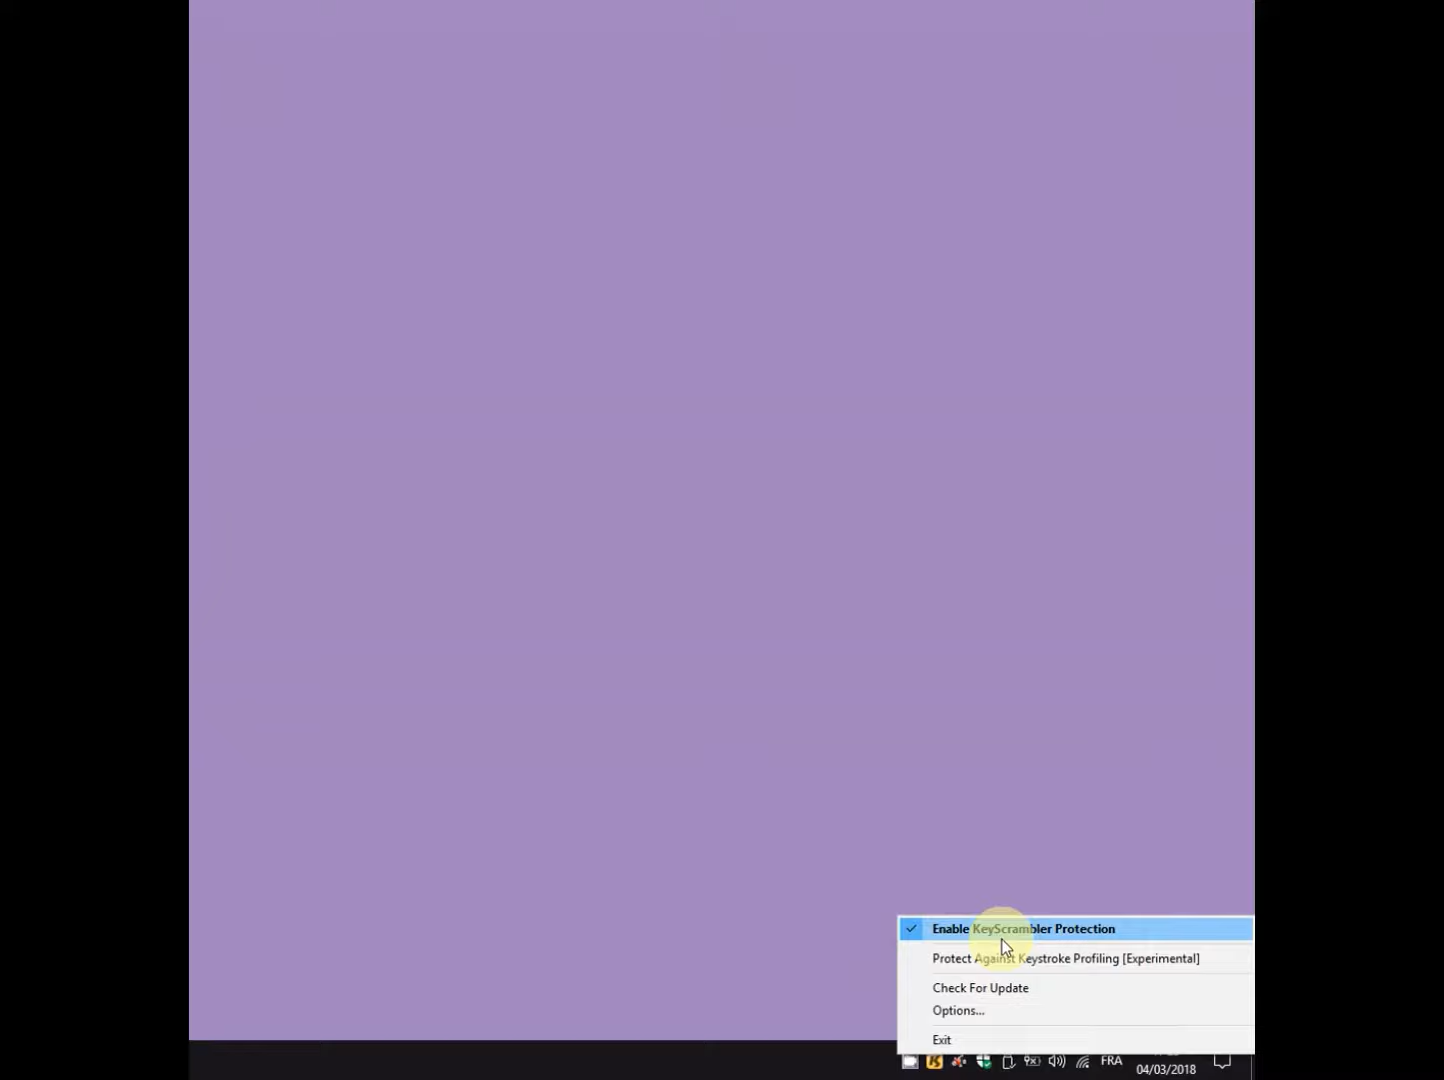 Enable KeyScrambler Protection
Protect Against Keystroke Profiling [Experimental]
Check For Update
Options...
Exit
FRA
04/03/2018